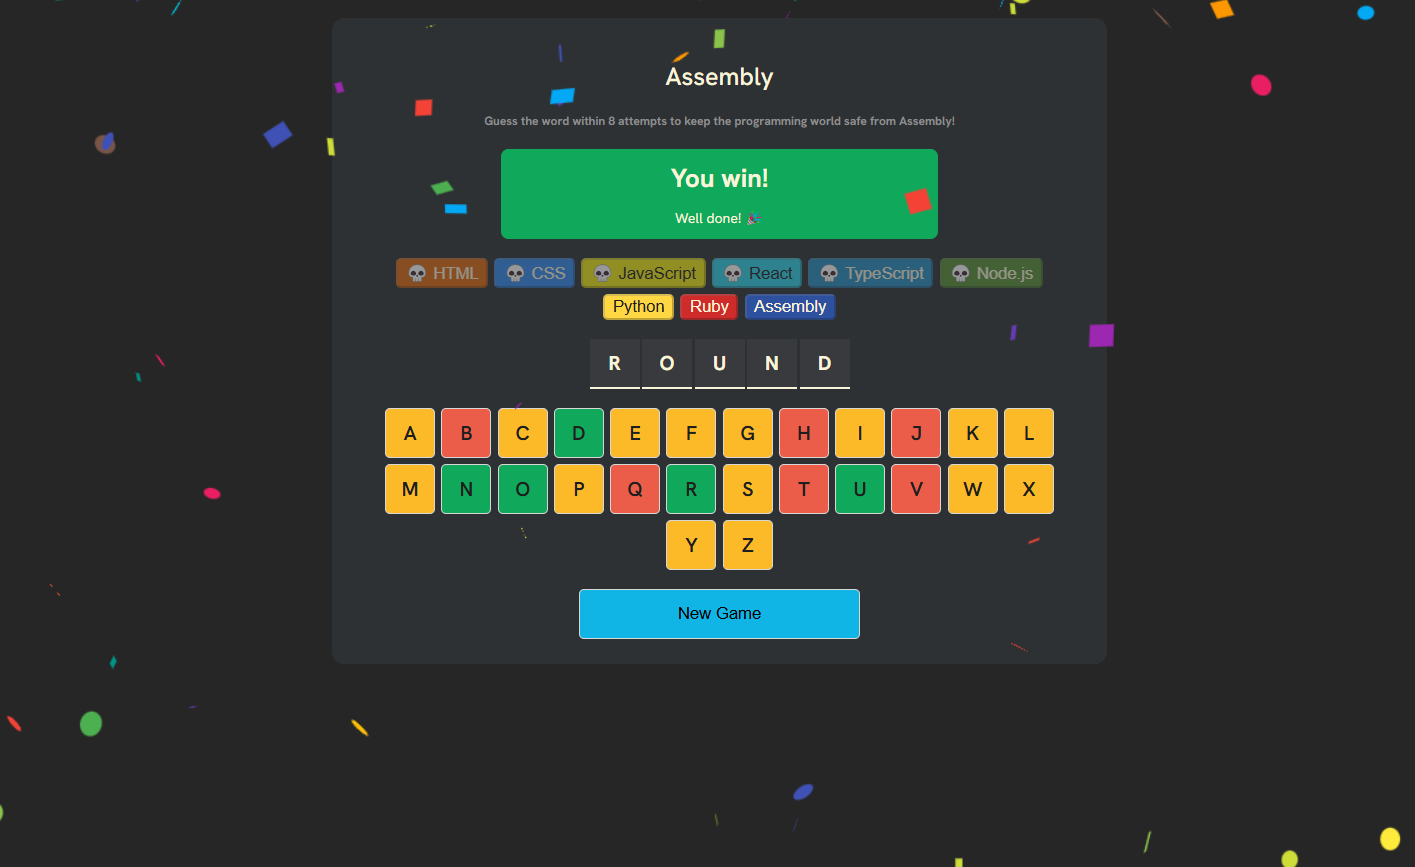 Assembly
Guess the word within 8 attempts to keep the programming world safe from Assembly!
You win!
Well done! 🎉
💀 HTML 💀 CSS 💀 JavaScript 💀 React 💀 TypeScript 💀 Node.js
Python Ruby Assembly
R O U N D
A B C D E F G H I J K L
M N O P Q R S T U V W X
Y Z
New Game